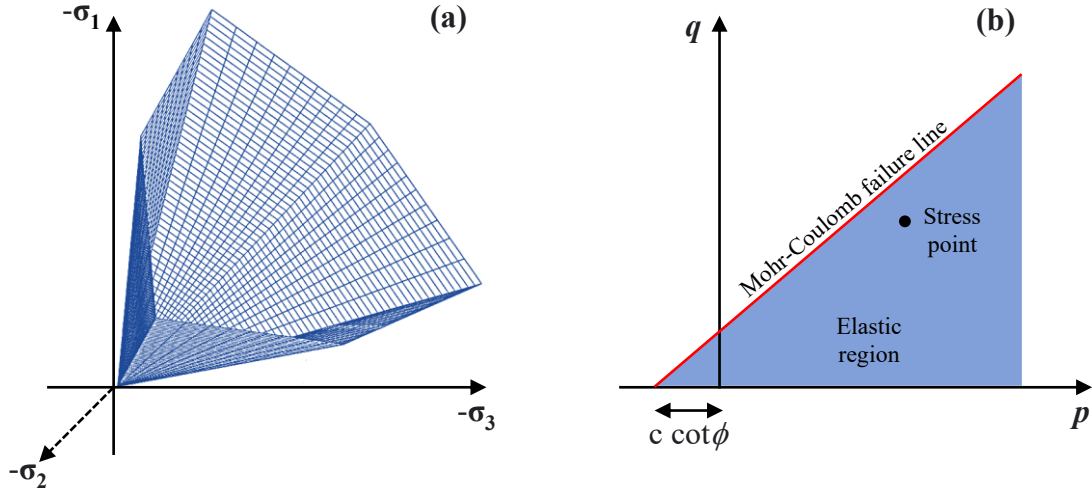 -σ1
(a)
-σ3
-σ2
q
(b)
Mohr-Coulomb failure line
Stress
point
Elastic
region
p
c cotϕ